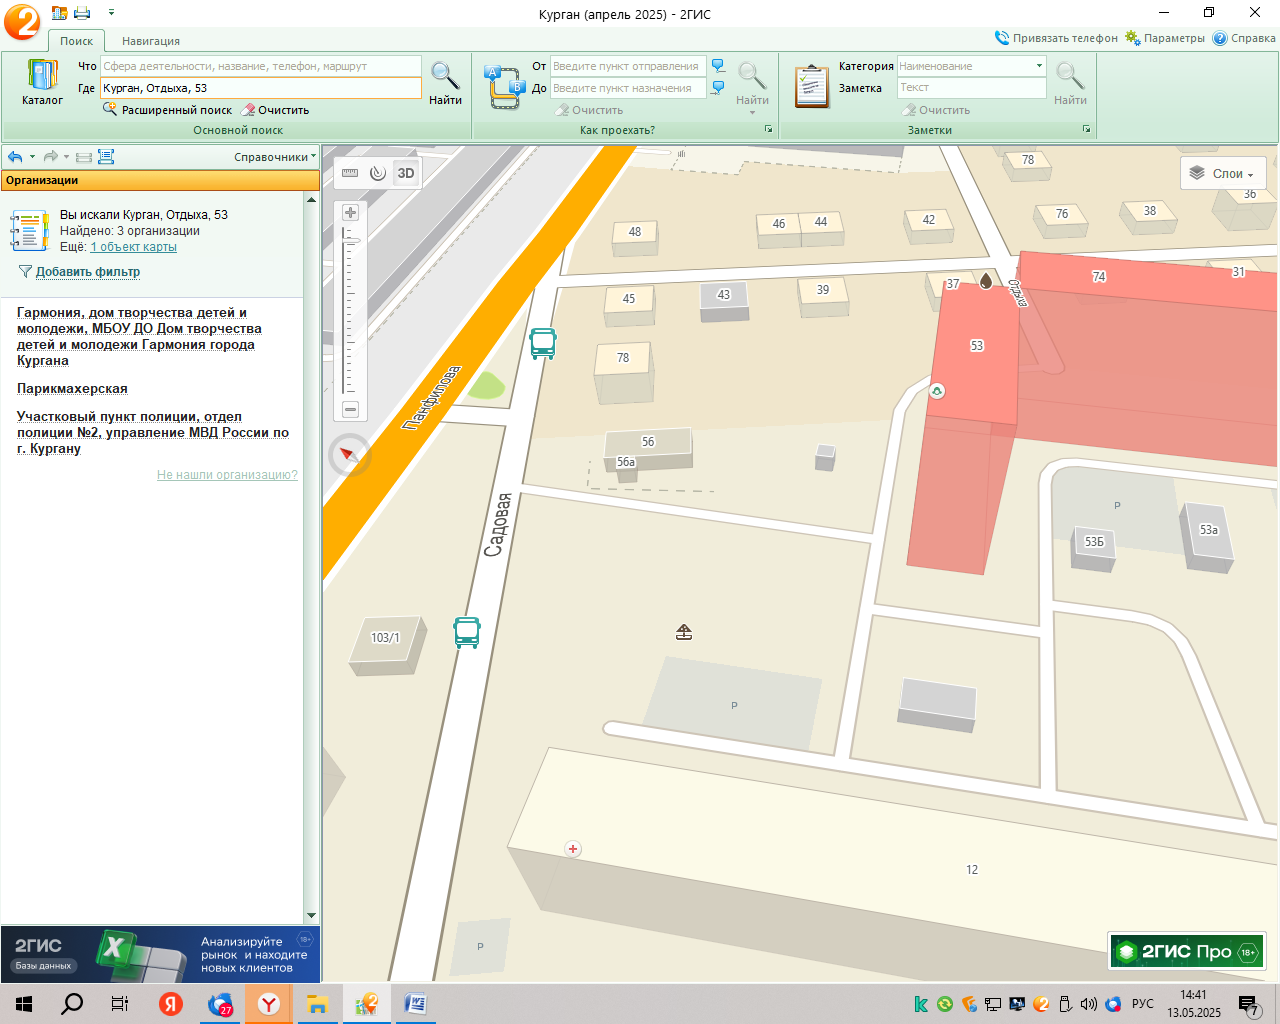 Курган (апрель 2025) - 2ГИС
Поиск
Навигация
Привязать телефон
Параметры
Справка
Каталог
Что
Сфера деятельности, название, телефон, маршрут
Где
Курган, Отдыха, 53
Найти
Расширенный поиск
Очистить
Основной поиск
От
Введите пункт отправления
До
Введите пункт назначения
Найти
Очистить
Как проехать?
Категория
Наименование
Заметка
Текст
Найти
Очистить
Заметки
Справочники
Организации
Вы искали Курган, Отдыха, 53
Найдено: 3 организации
Ещё: 1 объект карты
Добавить фильтр
Гармония, дом творчества детей и
молодежи, МБОУ ДО Дом творчества
детей и молодежи Гармония города
Кургана
Парикмахерская
Участковый пункт полиции, отдел
полиции №2, управление МВД России по
г. Кургану
Не нашли организацию?
2ГИС
Базы данных
Анализируйте
рынок и находите
новых клиентов
18+
3D
Слои
78
36
48
46
44
42
76
38
45
43
39
37
74
31
Отдыха
53
78
Панфилова
56
56а
Садовая
P
53Б
53а
103/1
P
12
P
2ГИС Про
18+
27
РУС
14:41
13.05.2025
7